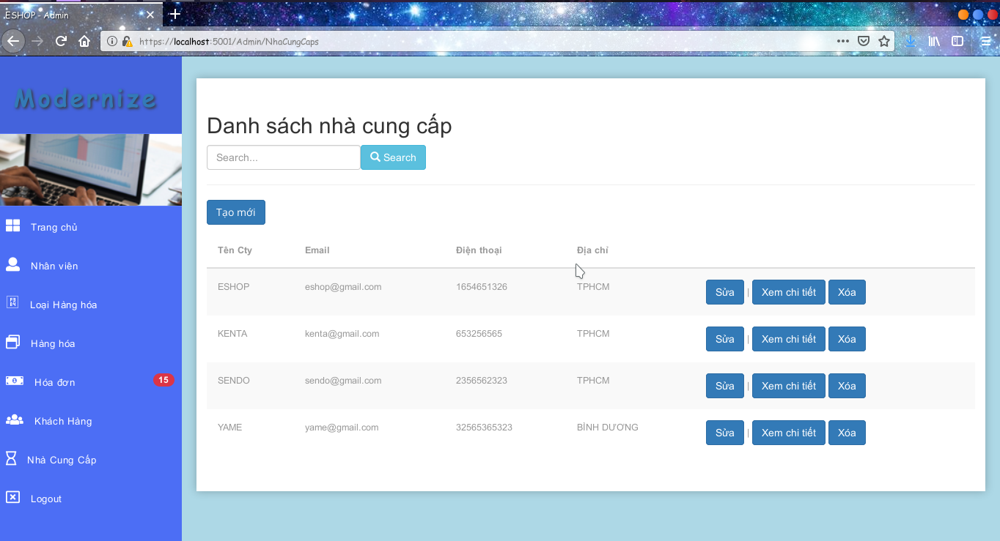 ESHOP - Admin
https://localhost:5001/Admin/NhaCungCaps
Modernize
Trang chủ
Nhân viên
Loại Hàng hóa
Hàng hóa
Hóa đơn 15
Khách Hàng
Nhà Cung Cấp
Logout
Danh sách nhà cung cấp
Search... Search
Tạo mới
Tên Cty Email Điện thoại Địa chỉ
ESHOP eshop@gmail.com 1654651326 TPHCM Sửa | Xem chi tiết Xóa
KENTA kenta@gmail.com 653256565 TPHCM Sửa | Xem chi tiết Xóa
SENDO sendo@gmail.com 2356562323 TPHCM Sửa | Xem chi tiết Xóa
YAME yame@gmail.com 32565365323 BÌNH DƯƠNG Sửa | Xem chi tiết Xóa